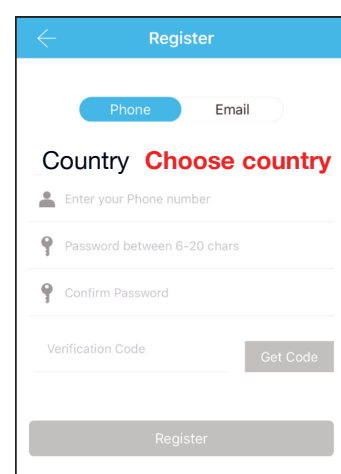 Register
Phone Email
Country Choose country
Enter your Phone number
Password between 6-20 chars
Confirm Password
Verification Code Get Code
Register